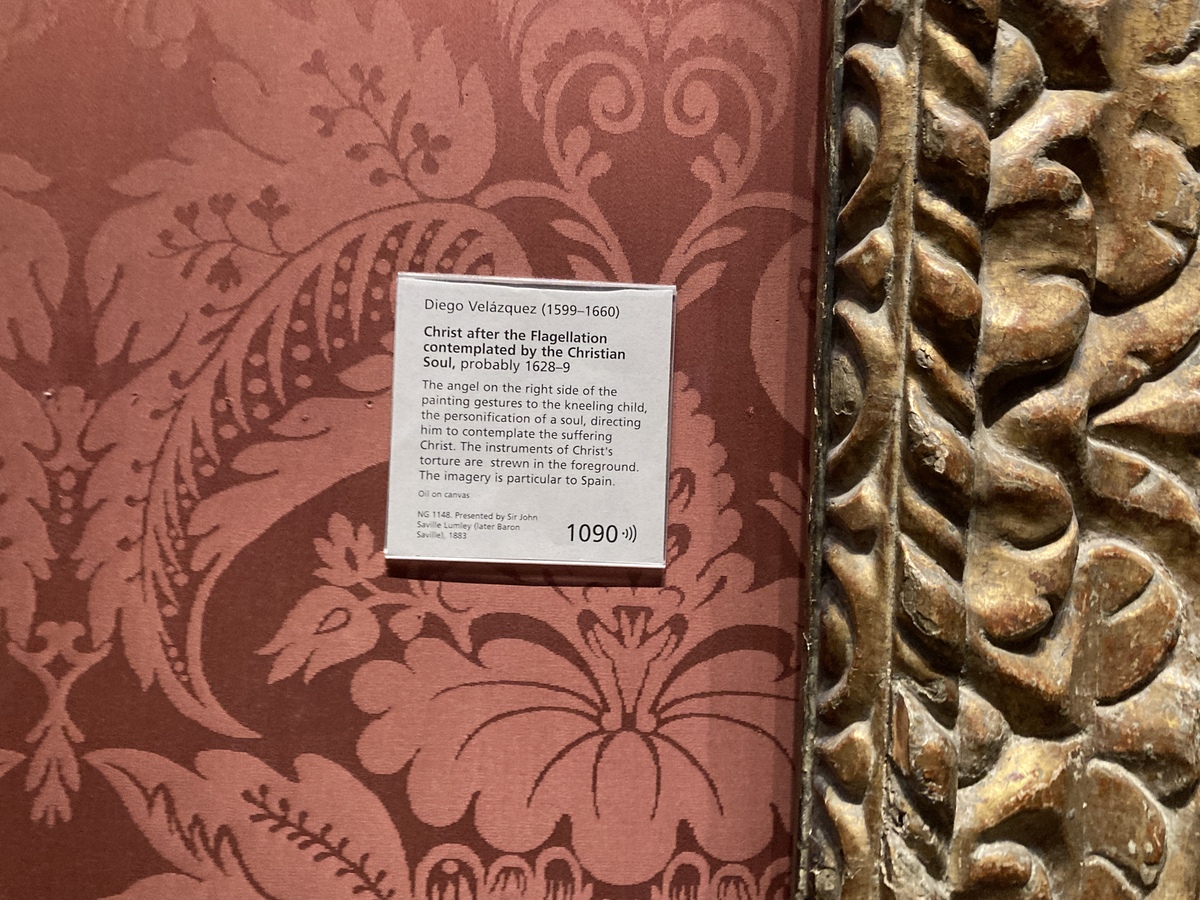 Diego Velázquez (1599–1660)
Christ after the Flagellation
contemplated by the Christian
Soul, probably 1628–9
The angel on the right side of the
painting gestures to the kneeling child,
the personification of a soul, directing
him to contemplate the suffering
Christ. The instruments of Christ's
torture are strewn in the foreground.
The imagery is particular to Spain.
Oil on canvas
NG 1148. Presented by Sir John
Saville Lumley (later Baron
Saville), 1883
1090